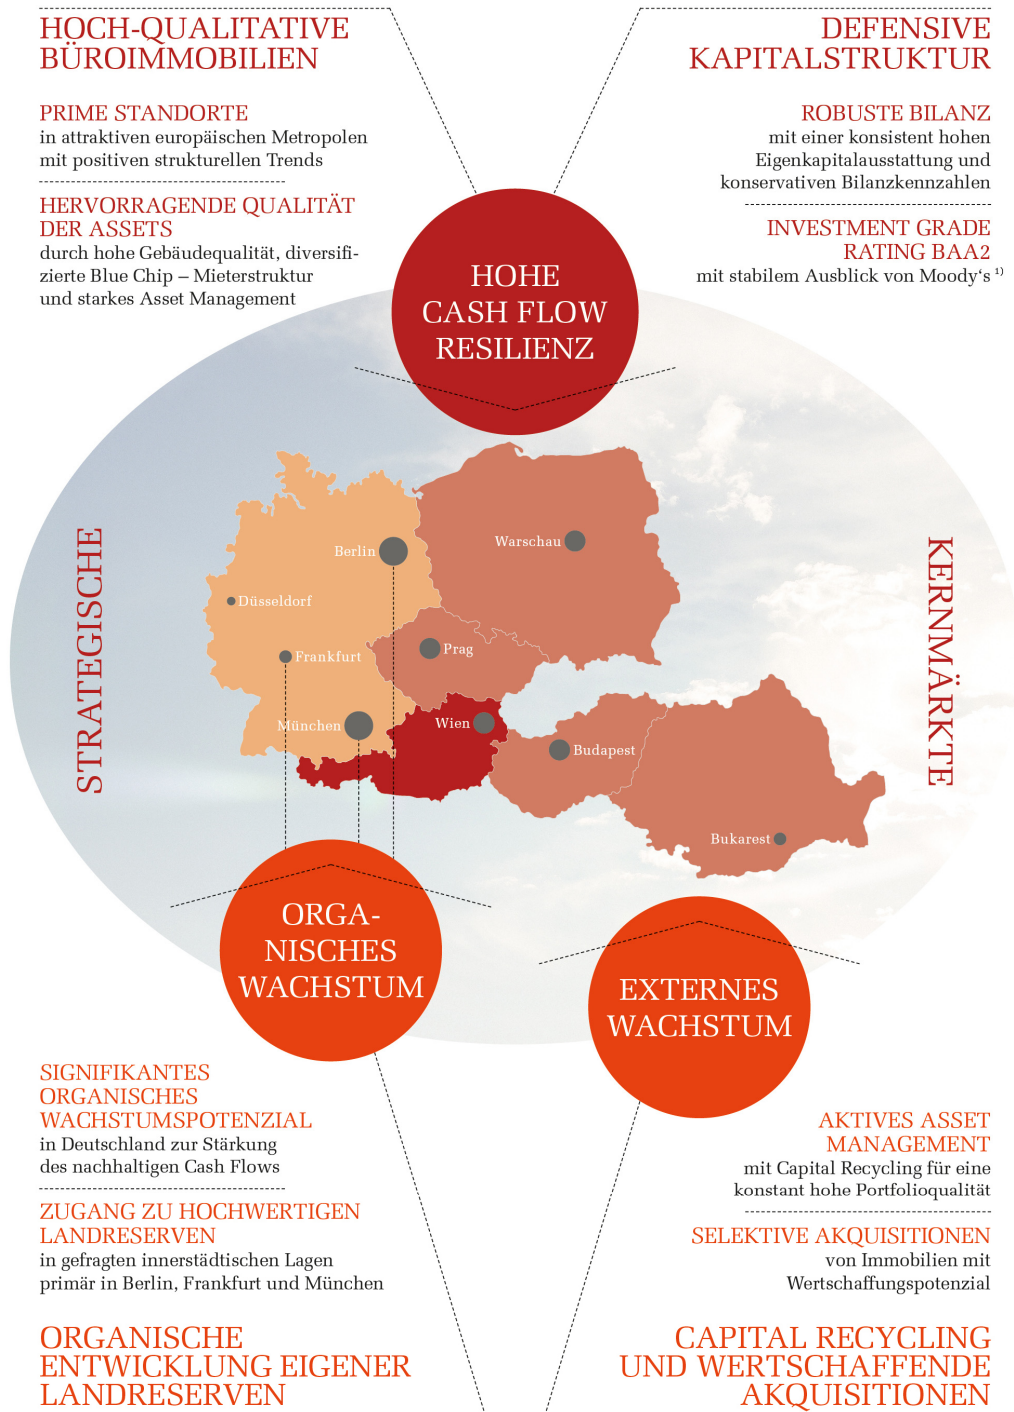 HOCH-QUALITATIVE
BÜROIMMOBILIEN
PRIME STANDORTE
in attraktiven europäischen Metropolen
mit positiven strukturellen Trends
HERVORRAGENDE QUALITÄT
DER ASSETS
durch hohe Gebäudequalität, diversifi-
zierte Blue Chip – Mieterstruktur
und starkes Asset Management
DEFENSIVE
KAPITALSTRUKTUR
ROBUSTE BILANZ
mit einer konsistent hohen
Eigenkapitalausstattung und
konservativen Bilanzkennzahlen
INVESTMENT GRADE
RATING BAA2
mit stabilem Ausblick von Moody‘s ¹⁾
HOHE
CASH FLOW
RESILIENZ
STRATEGISCHE
KERNMÄRKTE
Warschau
Berlin
Düsseldorf
Prag
Frankfurt
Wien
München
Budapest
Bukarest
ORGA-
NISCHES
WACHSTUM
EXTERNES
WACHSTUM
SIGNIFIKANTES
ORGANISCHES
WACHSTUMSPOTENZIAL
in Deutschland zur Stärkung
des nachhaltigen Cash Flows
ZUGANG ZU HOCHWERTIGEN
LANDRESERVEN
in gefragten innerstädtischen Lagen
primär in Berlin, Frankfurt und München
ORGANISCHE
ENTWICKLUNG EIGENER
LANDRESERVEN
AKTIVES ASSET
MANAGEMENT
mit Capital Recycling für eine
konstant hohe Portfolioqualität
SELEKTIVE AKQUISITIONEN
von Immobilien mit
Wertschaffungspotenzial
CAPITAL RECYCLING
UND WERTSCHAFFENDE
AKQUISITIONEN